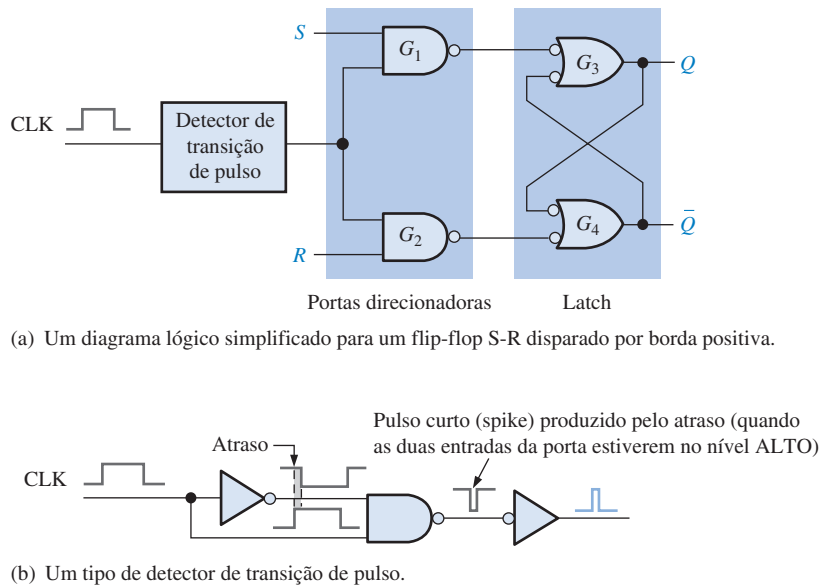 S
G1
G3
Q
CLK
Detector de
transição
de pulso
G2
G4
Q̄
R
Portas direcionadoras
Latch
(a) Um diagrama lógico simplificado para um flip-flop S-R disparado por borda positiva.
Pulso curto (spike) produzido pelo atraso (quando
as duas entradas da porta estiverem no nível ALTO)
Atraso
CLK
(b) Um tipo de detector de transição de pulso.